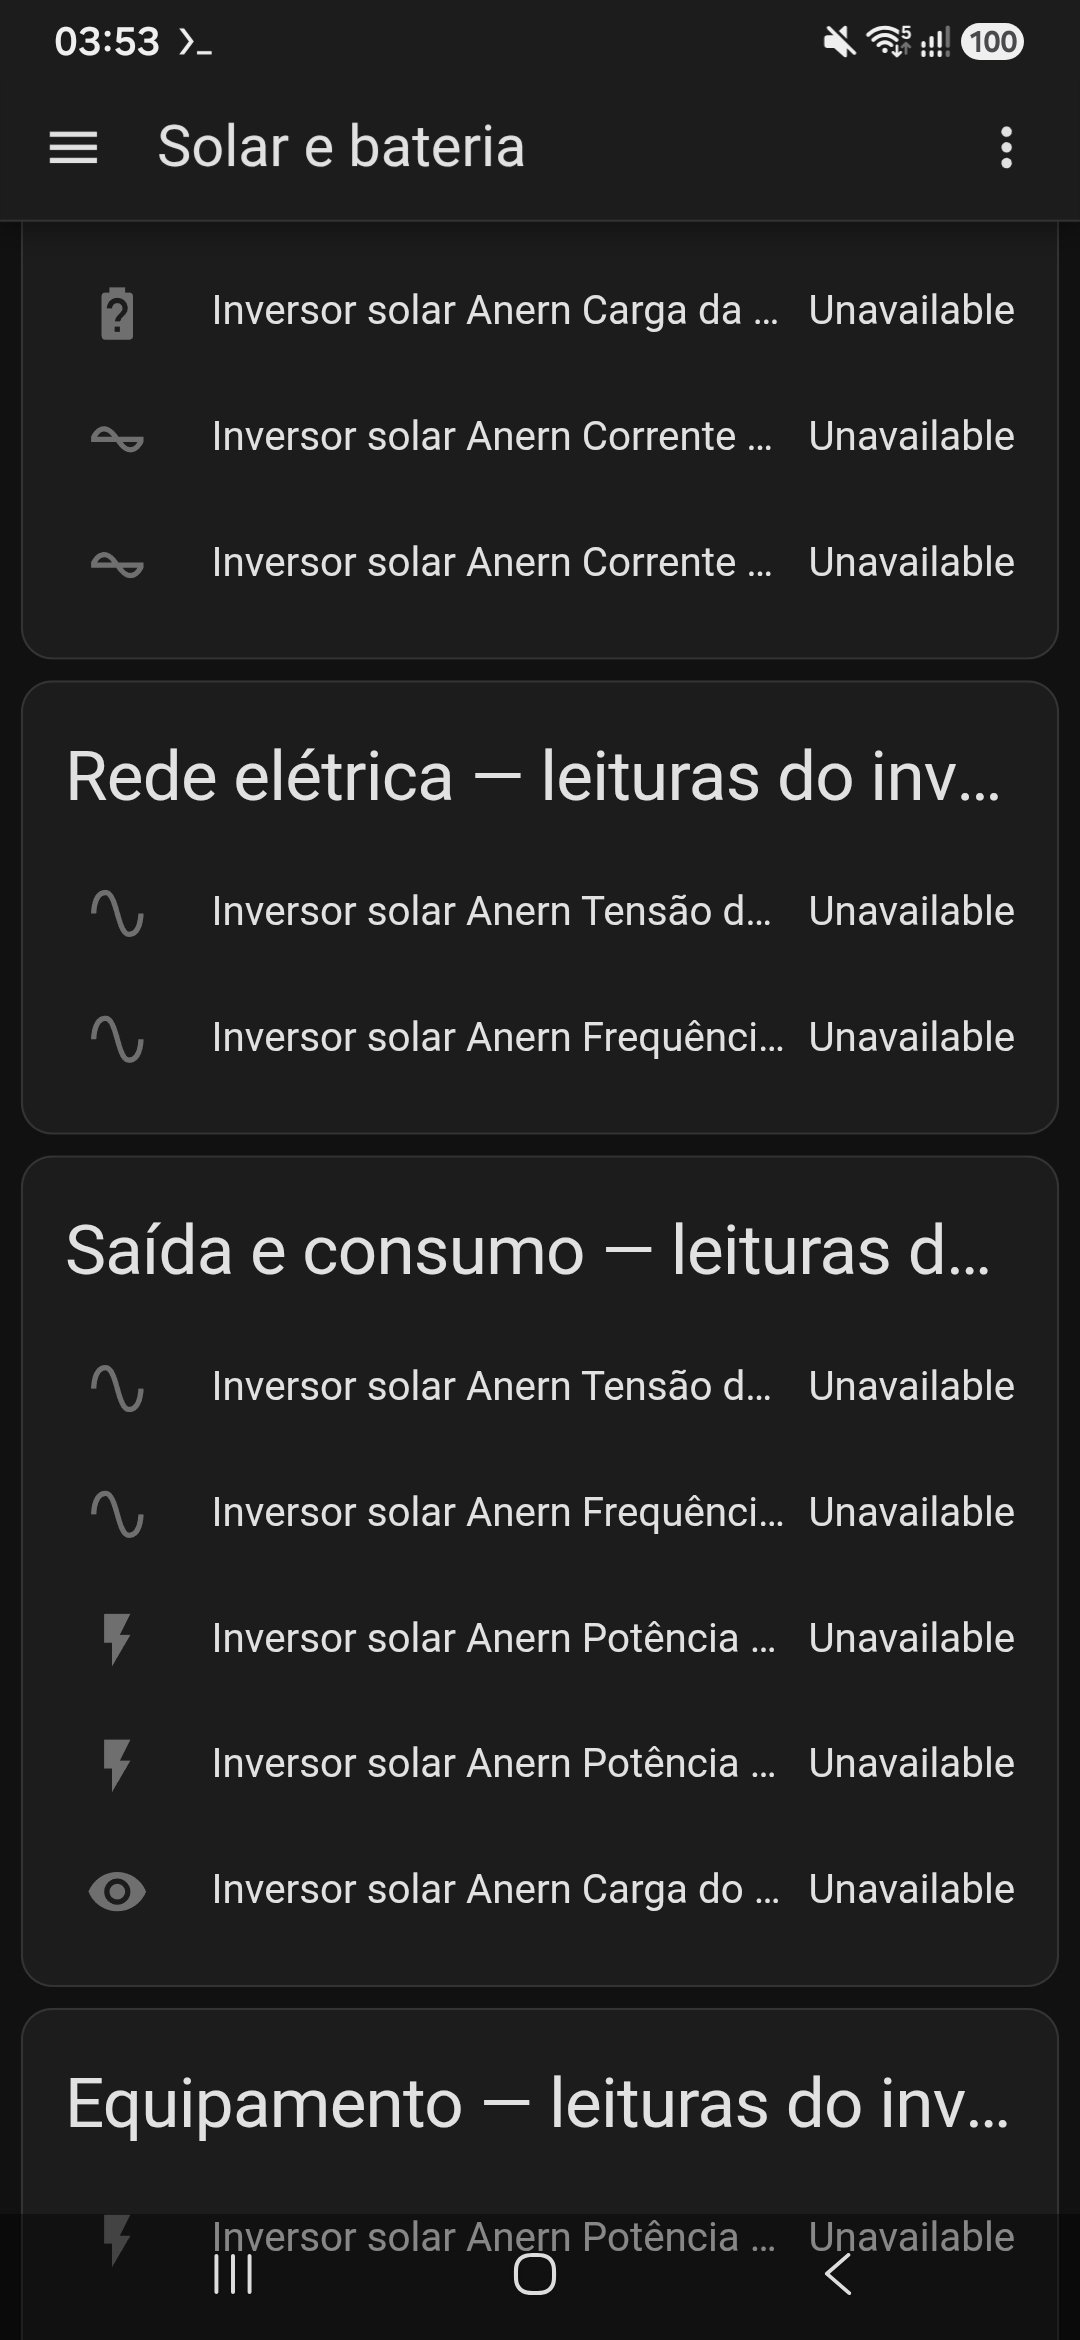 03:53
5
100
Solar e bateria
Inversor solar Anern Carga da ... Unavailable
Inversor solar Anern Corrente ... Unavailable
Inversor solar Anern Corrente ... Unavailable
Rede elétrica — leituras do inv...
Inversor solar Anern Tensão d... Unavailable
Inversor solar Anern Frequênci... Unavailable
Saída e consumo — leituras d...
Inversor solar Anern Tensão d... Unavailable
Inversor solar Anern Frequênci... Unavailable
Inversor solar Anern Potência ... Unavailable
Inversor solar Anern Potência ... Unavailable
Inversor solar Anern Carga do ... Unavailable
Equipamento — leituras do inv...
Inversor solar Anern Potência ... Unavailable